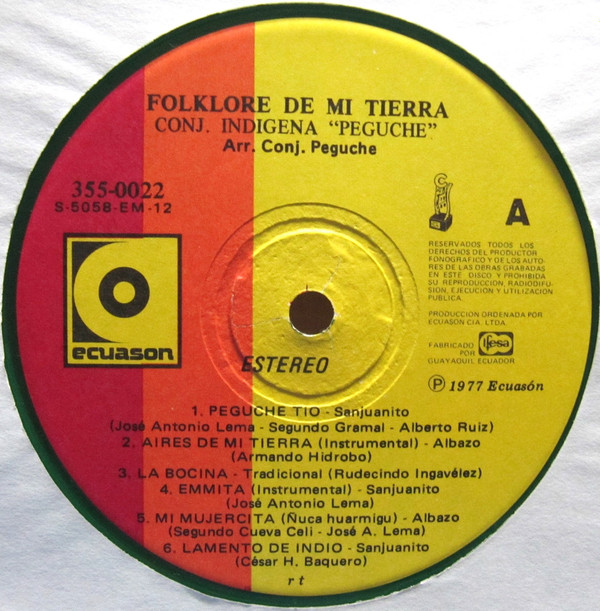 FOLKLORE DE MI TIERRA
CONJ. INDIGENA "PEGUCHE"
Arr. Conj. Peguche
355-0022
S-5058-EM-12
A
ecuason
RESERVADOS TODOS LOS
DERECHOS DEL PRODUCTOR
FONOGRAFICO Y DE LOS AUTO-
RES DE LAS OBRAS GRABADAS
EN ESTE DISCO Y PROHIBIDA
SU REPRODUCCION, RADIODIFU-
SION, EJECUCION Y UTILIZACION
PUBLICA.
PRODUCCION ORDENADA POR
ECUASON CIA. LTDA.
FABRICADO
POR
ifesa
GUAYAQUIL ECUADOR
ESTEREO
Ⓟ 1977 Ecuasón
1. PEGUCHE TIO - Sanjuanito
(José Antonio Lema - Segundo Gramal - Alberto Ruiz)
2. AIRES DE MI TIERRA (Instrumental) - Albazo
(Armando Hidrobo)
3. LA BOCINA - Tradicional (Rudecindo Ingavélez)
4. EMMITA (Instrumental) - Sanjuanito
(José Antonio Lema)
5. MI MUJERCITA (Ñuca huarmigu) - Albazo
(Segundo Cueva Celi - José A. Lema)
6. LAMENTO DE INDIO - Sanjuanito
(César H. Baquero)
r t